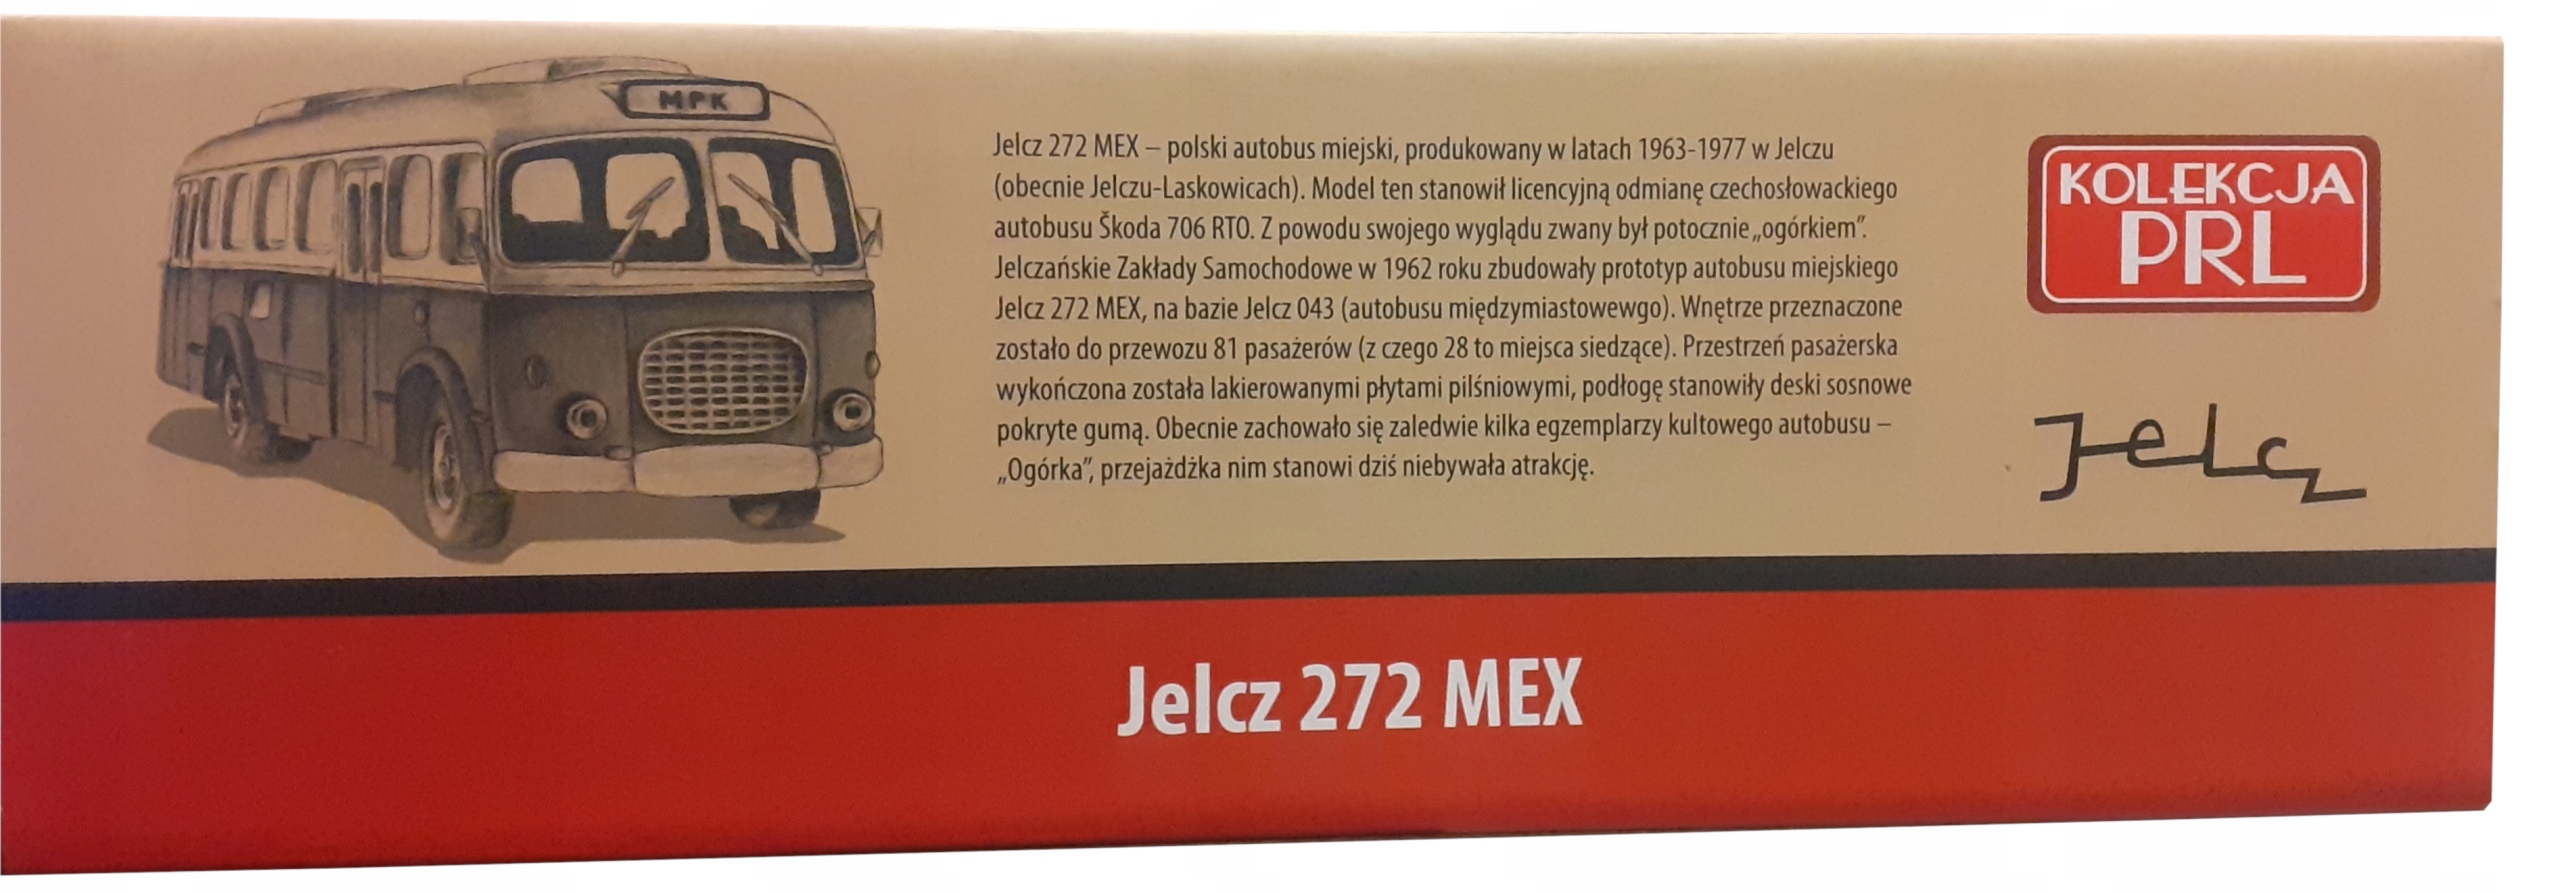 MPK
Jelcz 272 MEX – polski autobus miejski, produkowany w latach 1963-1977 w Jelczu
(obecnie Jelczu-Laskowicach). Model ten stanowił licencyjną odmianę czechosłowackiego
autobusu Škoda 706 RTO. Z powodu swojego wyglądu zwany był potocznie „ogórkiem”.
Jelczańskie Zakłady Samochodowe w 1962 roku zbudowały prototyp autobusu miejskiego
Jelcz 272 MEX, na bazie Jelcz 043 (autobusu międzymiastowewgo). Wnętrze przeznaczone
zostało do przewozu 81 pasażerów (z czego 28 to miejsca siedzące). Przestrzeń pasażerska
wykończona została lakierowanymi płytami pilśniowymi, podłogę stanowiły deski sosnowe
pokryte gumą. Obecnie zachowało się zaledwie kilka egzemplarzy kultowego autobusu –
„Ogórka”, przejażdżka nim stanowi dziś niebywała atrakcję.
KOLEKCJA
PRL
Jelcz
Jelcz 272 MEX